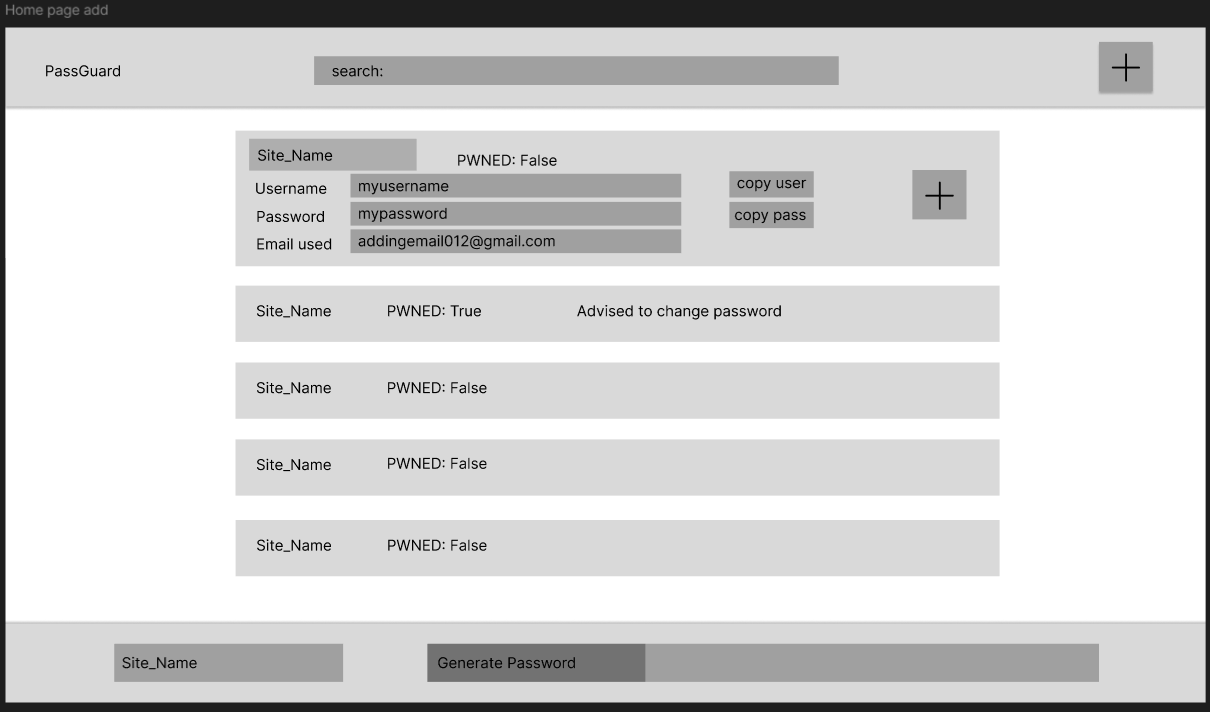 Home page add
PassGuard
search:
Site_Name
PWNED: False
Username
myusername
copy user
Password
mypassword
copy pass
Email used
addingemail012@gmail.com
Site_Name
PWNED: True
Advised to change password
Site_Name
PWNED: False
Site_Name
PWNED: False
Site_Name
PWNED: False
Site_Name
Generate Password